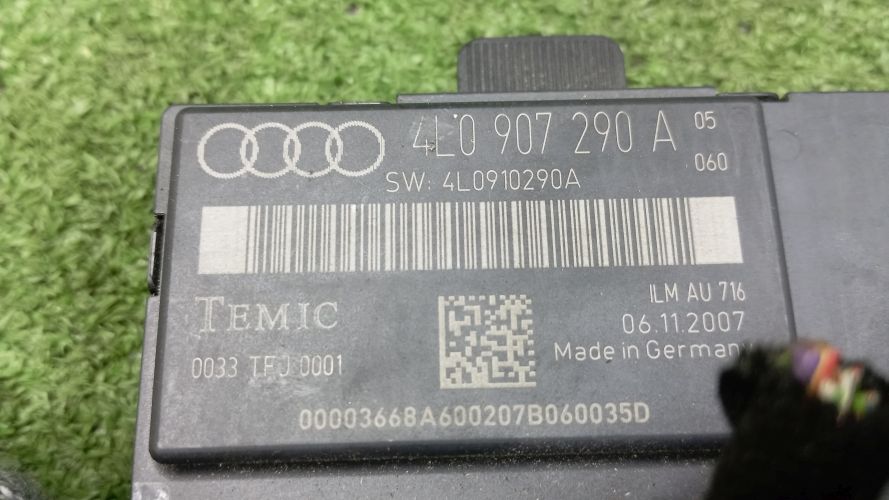 4L0 907 290 A 05
060
SW: 4L0910290A
TEMIC
ILM AU 716
06.11.2007
Made in Germany
0033 TFJ 0001
00003668A600207B060035D